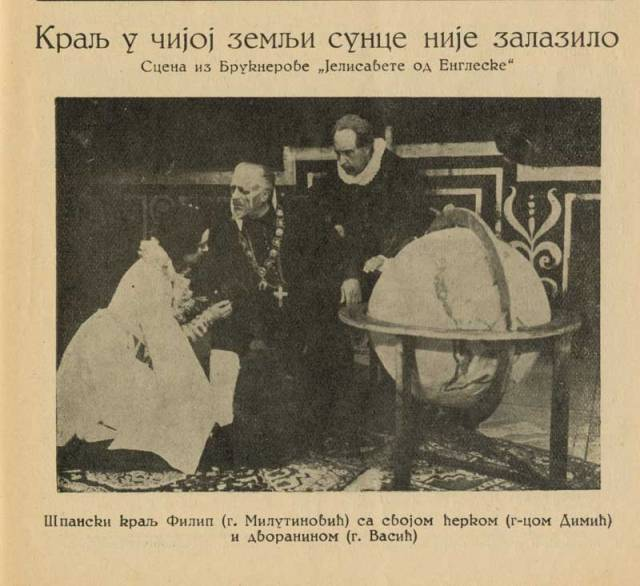 Краљ у чијој земљи сунце није залазило
Сцена из Брукнерове „Јелисавете од Енглеске“
Шпански краљ Филип (г. Милутиновић) са својом ћерком (г-цом Димић)
и дворанином (г. Васић)